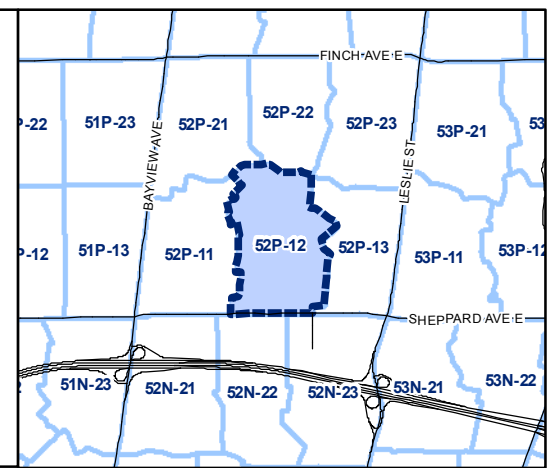 FINCH AVE E
P-22
51P-23
52P-21
52P-22
52P-23
53P-21
53
BAYVIEW AVE
LESLIE ST
P-12
51P-13
52P-11
52P-12
52P-13
53P-11
53P-12
SHEPPARD AVE E
51N-23
52N-21
52N-22
52N-23
53N-21
53N-22